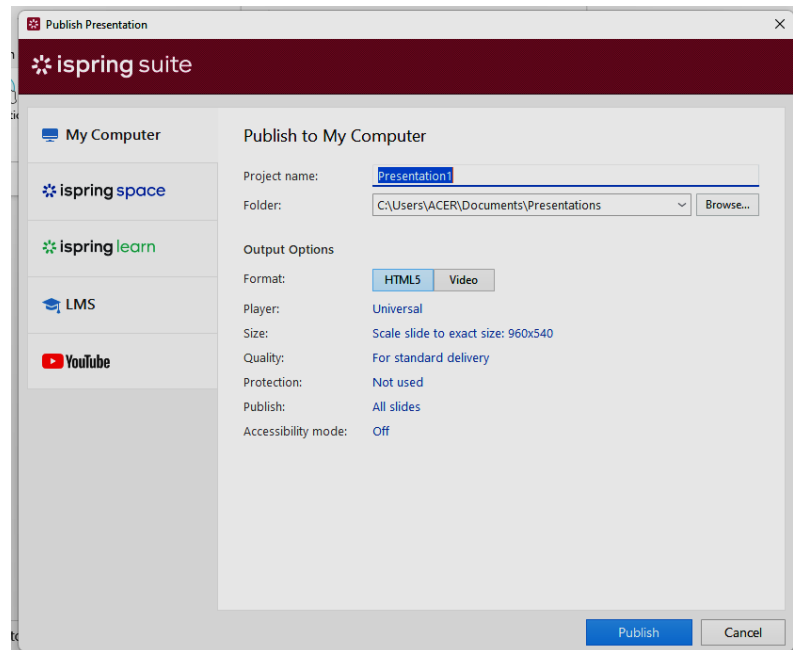 Publish Presentation
ispring suite
My Computer
ispring space
ispring learn
LMS
YouTube
Publish to My Computer
Project name: Presentation1
Folder: C:\Users\ACER\Documents\Presentations Browse...
Output Options
Format: HTML5 Video
Player: Universal
Size: Scale slide to exact size: 960x540
Quality: For standard delivery
Protection: Not used
Publish: All slides
Accessibility mode: Off
Publish Cancel